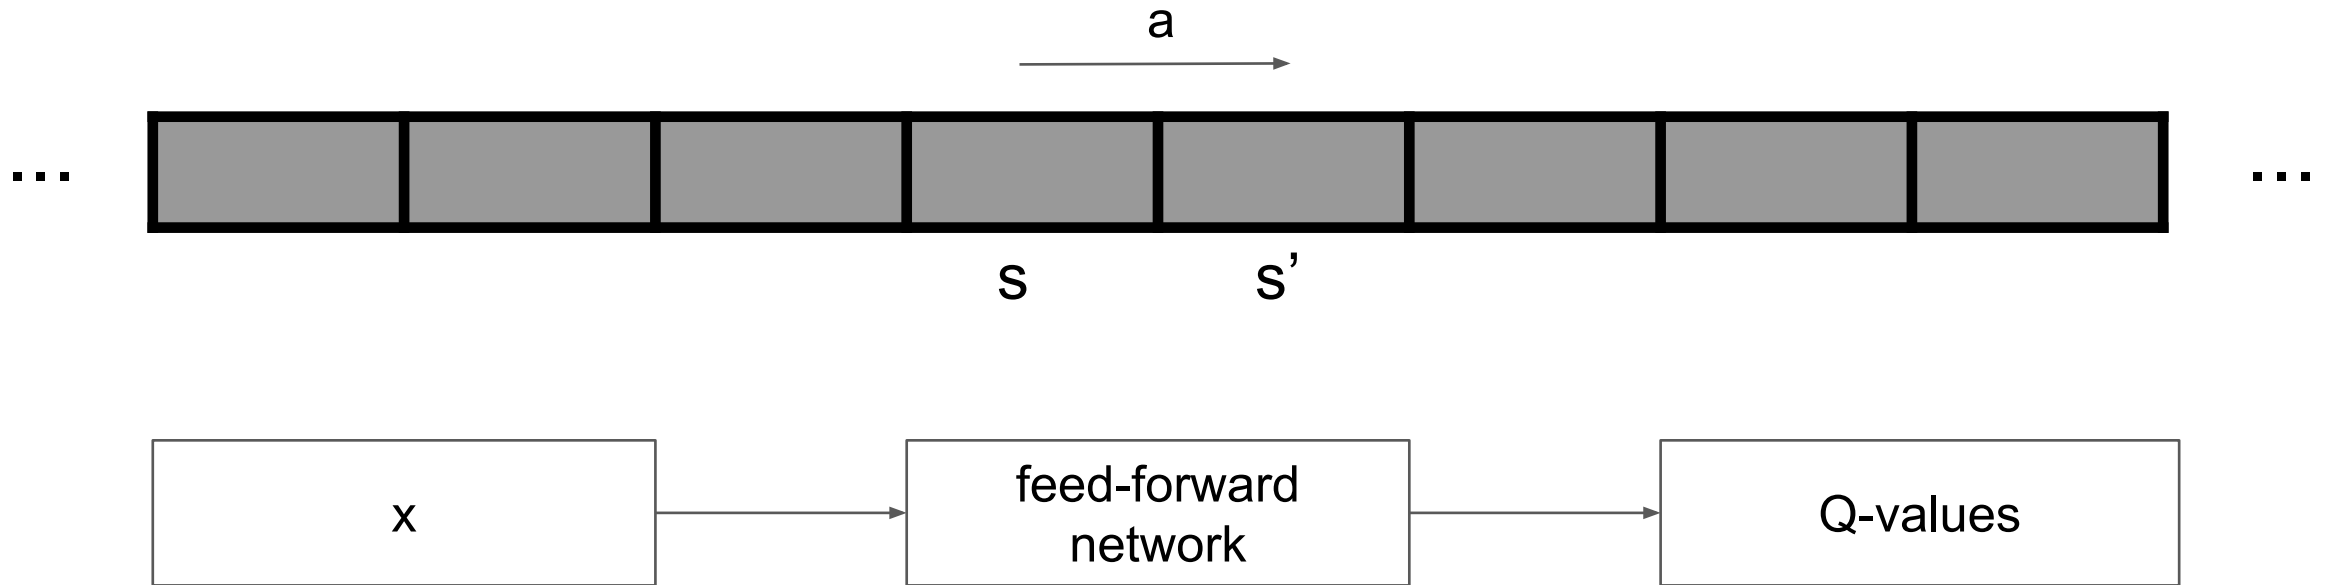 a
... ...
s s’
x
feed-forward
network
Q-values